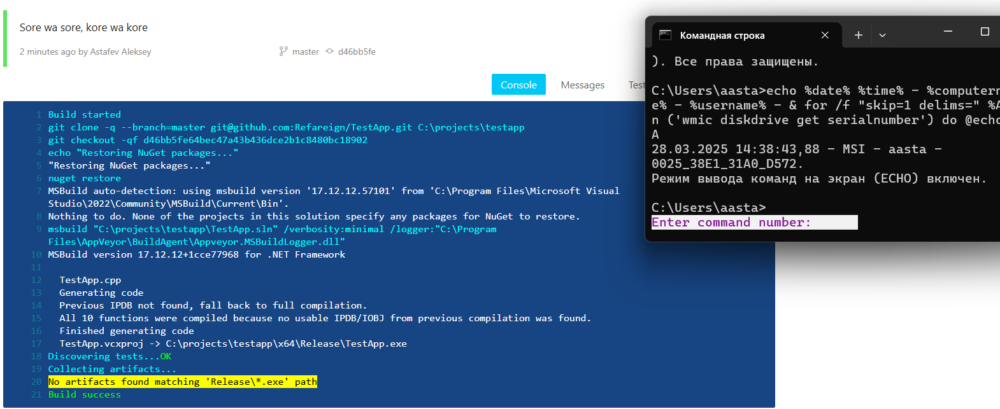 Sore wa sore, kore wa kore
2 minutes ago by Astafev Aleksey
master d46bb5fe
Console Messages
1 Build started
2 git clone -q --branch=master git@github.com:Refareign/TestApp.git C:\projects\testapp
3 git checkout -qf d46bb5fe64bec47a43b436dce2b1c8480bc18902
4 echo "Restoring NuGet packages..."
5 "Restoring NuGet packages..."
6 nuget restore
7 MSBuild auto-detection: using msbuild version '17.12.12.57101' from 'C:\Program Files\Microsoft Visual
Studio\2022\Community\MSBuild\Current\Bin'.
8 Nothing to do. None of the projects in this solution specify any packages for NuGet to restore.
9 msbuild "C:\projects\testapp\TestApp.sln" /verbosity:minimal /logger:"C:\Program
Files\AppVeyor\BuildAgent\Appveyor.MSBuildLogger.dll"
10 MSBuild version 17.12.12+1cce77968 for .NET Framework
11
12 TestApp.cpp
13 Generating code
14 Previous IPDB not found, fall back to full compilation.
15 All 10 functions were compiled because no usable IPDB/IOBJ from previous compilation was found.
16 Finished generating code
17 TestApp.vcxproj -> C:\projects\testapp\x64\Release\TestApp.exe
18 Discovering tests...OK
19 Collecting artifacts...
20 No artifacts found matching 'Release\*.exe' path
21 Build success
Командная строка
). Все права защищены.
C:\Users\aasta>echo %date% %time% - %computern
e% - %username% - & for /f "skip=1 delims=" %A
n ('wmic diskdrive get serialnumber') do @echo
A
28.03.2025 14:38:43,88 - MSI - aasta -
0025_38E1_31A0_D572.
Режим вывода команд на экран (ECHO) включен.
C:\Users\aasta>
Enter command number: